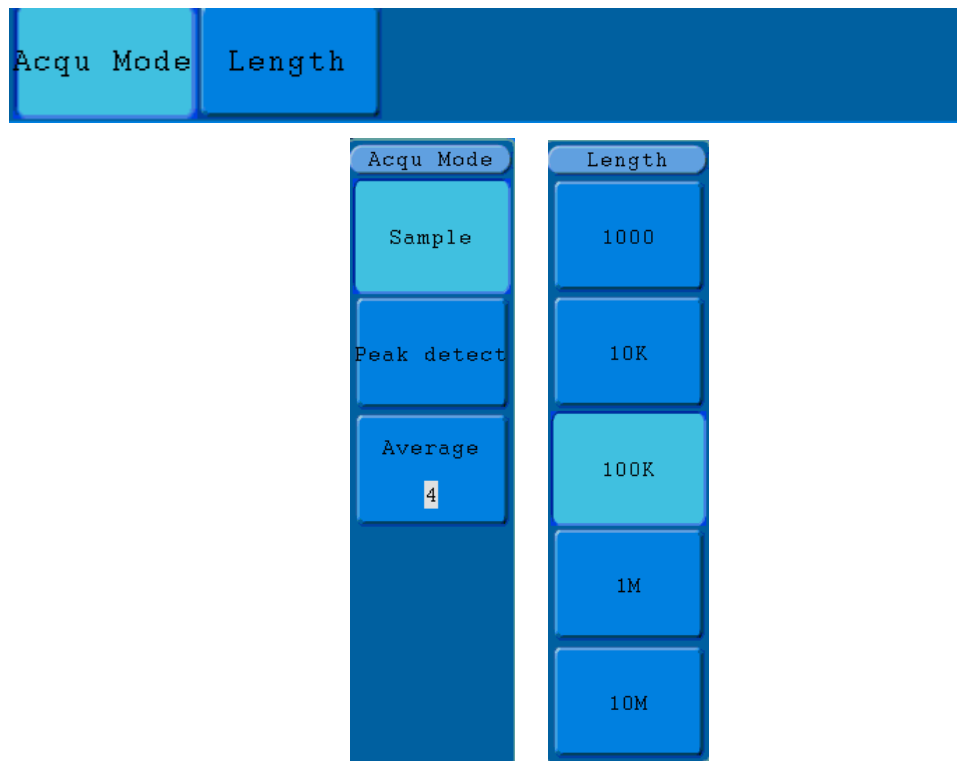 Acqu Mode
Length
Acqu Mode
Sample
Peak detect
Average
4
Length
1000
10K
100K
1M
10M